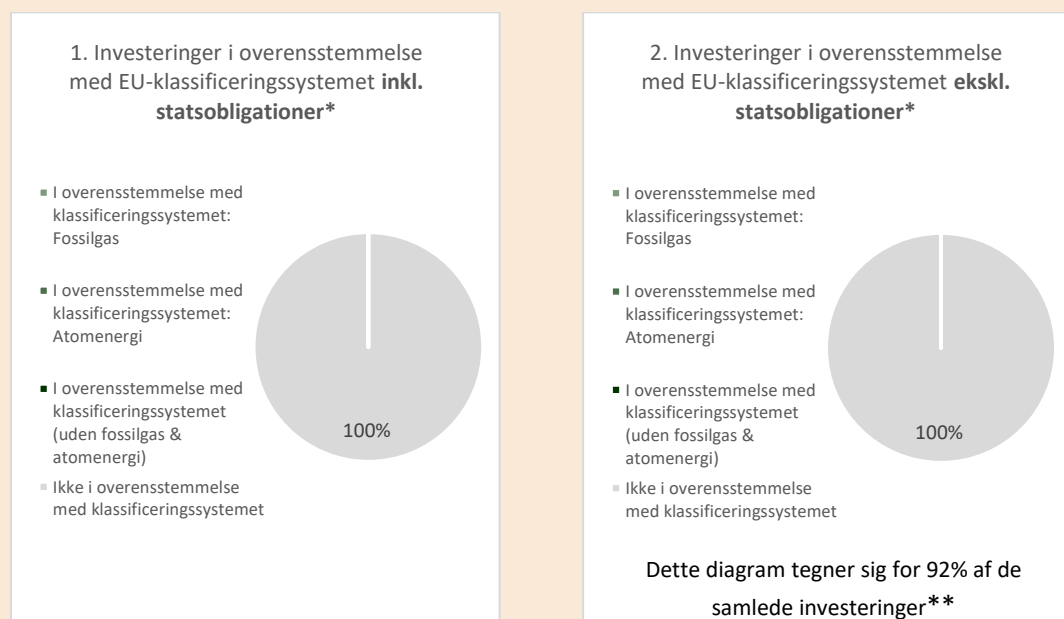 1. Investeringer i overensstemmelse
med EU-klassificeringssystemet inkl.
statsobligationer*
I overensstemmelse med
klassificeringssystemet:
Fossilgas
I overensstemmelse med
klassificeringssystemet:
Atomenergi
I overensstemmelse med
klassificeringssystemet
(uden fossilgas &
atomenergi)
Ikke i overensstemmelse
med klassificeringssystemet
100%
2. Investeringer i overensstemmelse
med EU-klassificeringssystemet ekskl.
statsobligationer*
I overensstemmelse med
klassificeringssystemet:
Fossilgas
I overensstemmelse med
klassificeringssystemet:
Atomenergi
I overensstemmelse med
klassificeringssystemet
(uden fossilgas &
atomenergi)
Ikke i overensstemmelse
med klassificeringssystemet
100%
Dette diagram tegner sig for 92% af de
samlede investeringer**